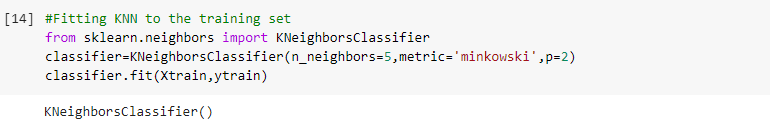 [14] #Fitting KNN to the training set
from sklearn.neighbors import KNeighborsClassifier
classifier=KNeighborsClassifier(n_neighbors=5,metric='minkowski',p=2)
classifier.fit(Xtrain,ytrain)
KNeighborsClassifier()